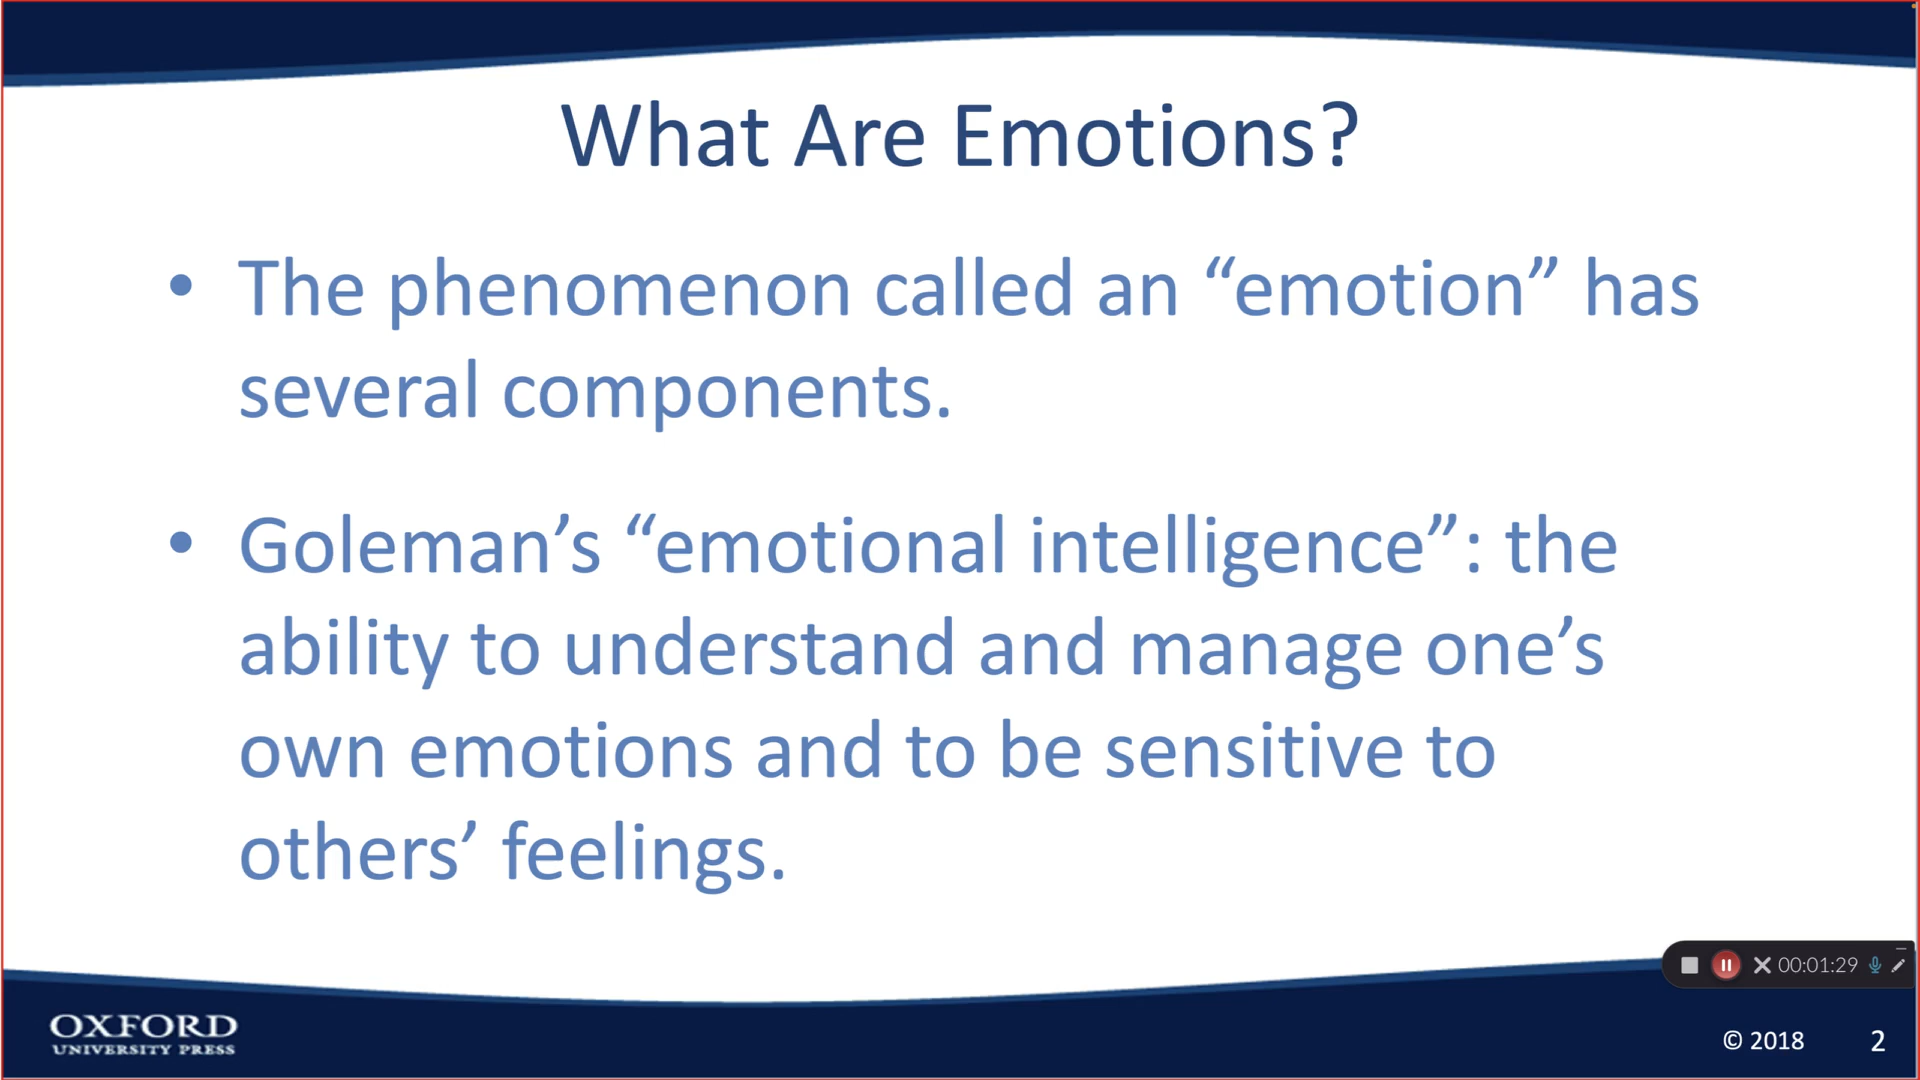 What Are Emotions?
• The phenomenon called an “emotion” has
several components.
• Goleman’s “emotional intelligence”: the
ability to understand and manage one’s
own emotions and to be sensitive to
others’ feelings.
00:01:29
OXFORD
UNIVERSITY PRESS
© 2018
2